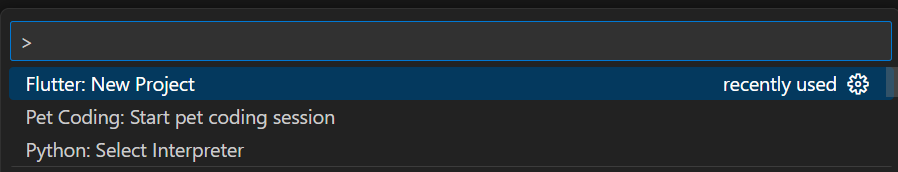 >
Flutter: New Project recently used
Pet Coding: Start pet coding session
Python: Select Interpreter